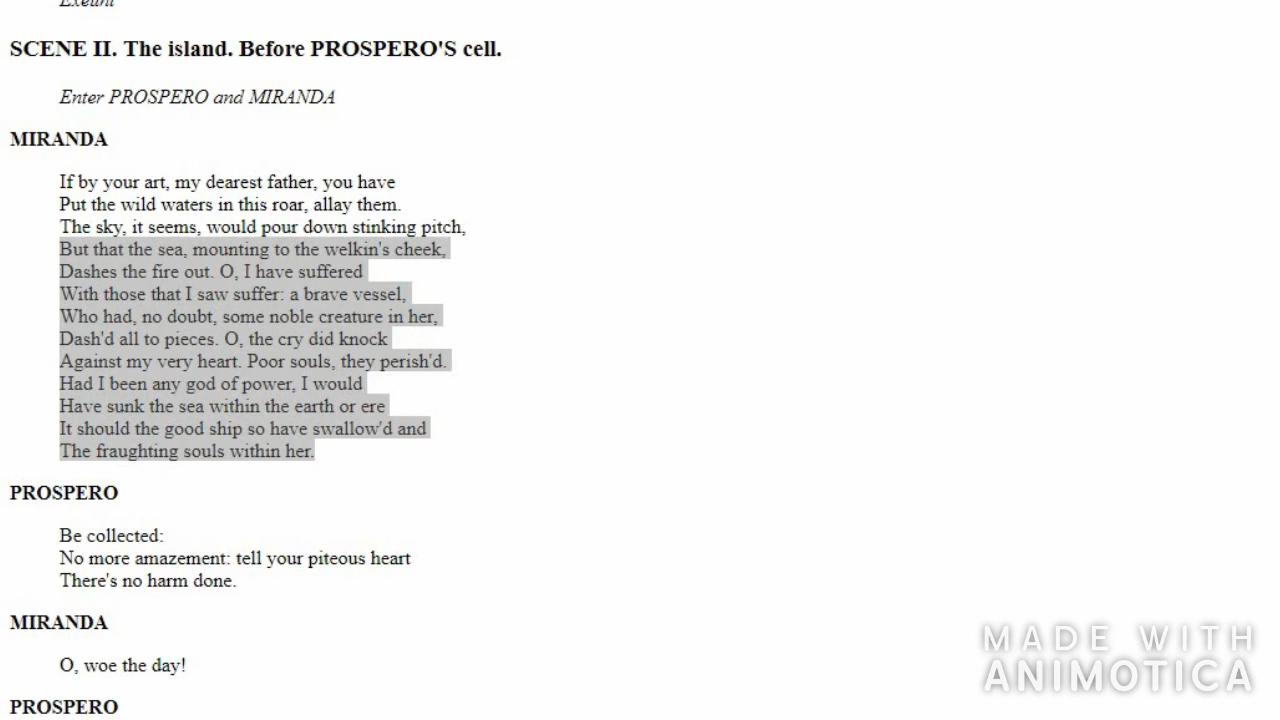 Exeunt
SCENE II. The island. Before PROSPERO'S cell.
Enter PROSPERO and MIRANDA
MIRANDA
If by your art, my dearest father, you have
Put the wild waters in this roar, allay them.
The sky, it seems, would pour down stinking pitch,
But that the sea, mounting to the welkin's cheek,
Dashes the fire out. O, I have suffered
With those that I saw suffer: a brave vessel,
Who had, no doubt, some noble creature in her,
Dash'd all to pieces. O, the cry did knock
Against my very heart. Poor souls, they perish'd.
Had I been any god of power, I would
Have sunk the sea within the earth or ere
It should the good ship so have swallow'd and
The fraughting souls within her.
PROSPERO
Be collected:
No more amazement: tell your piteous heart
There's no harm done.
MIRANDA
O, woe the day!
PROSPERO
MADE WITH
ANIMOTICA